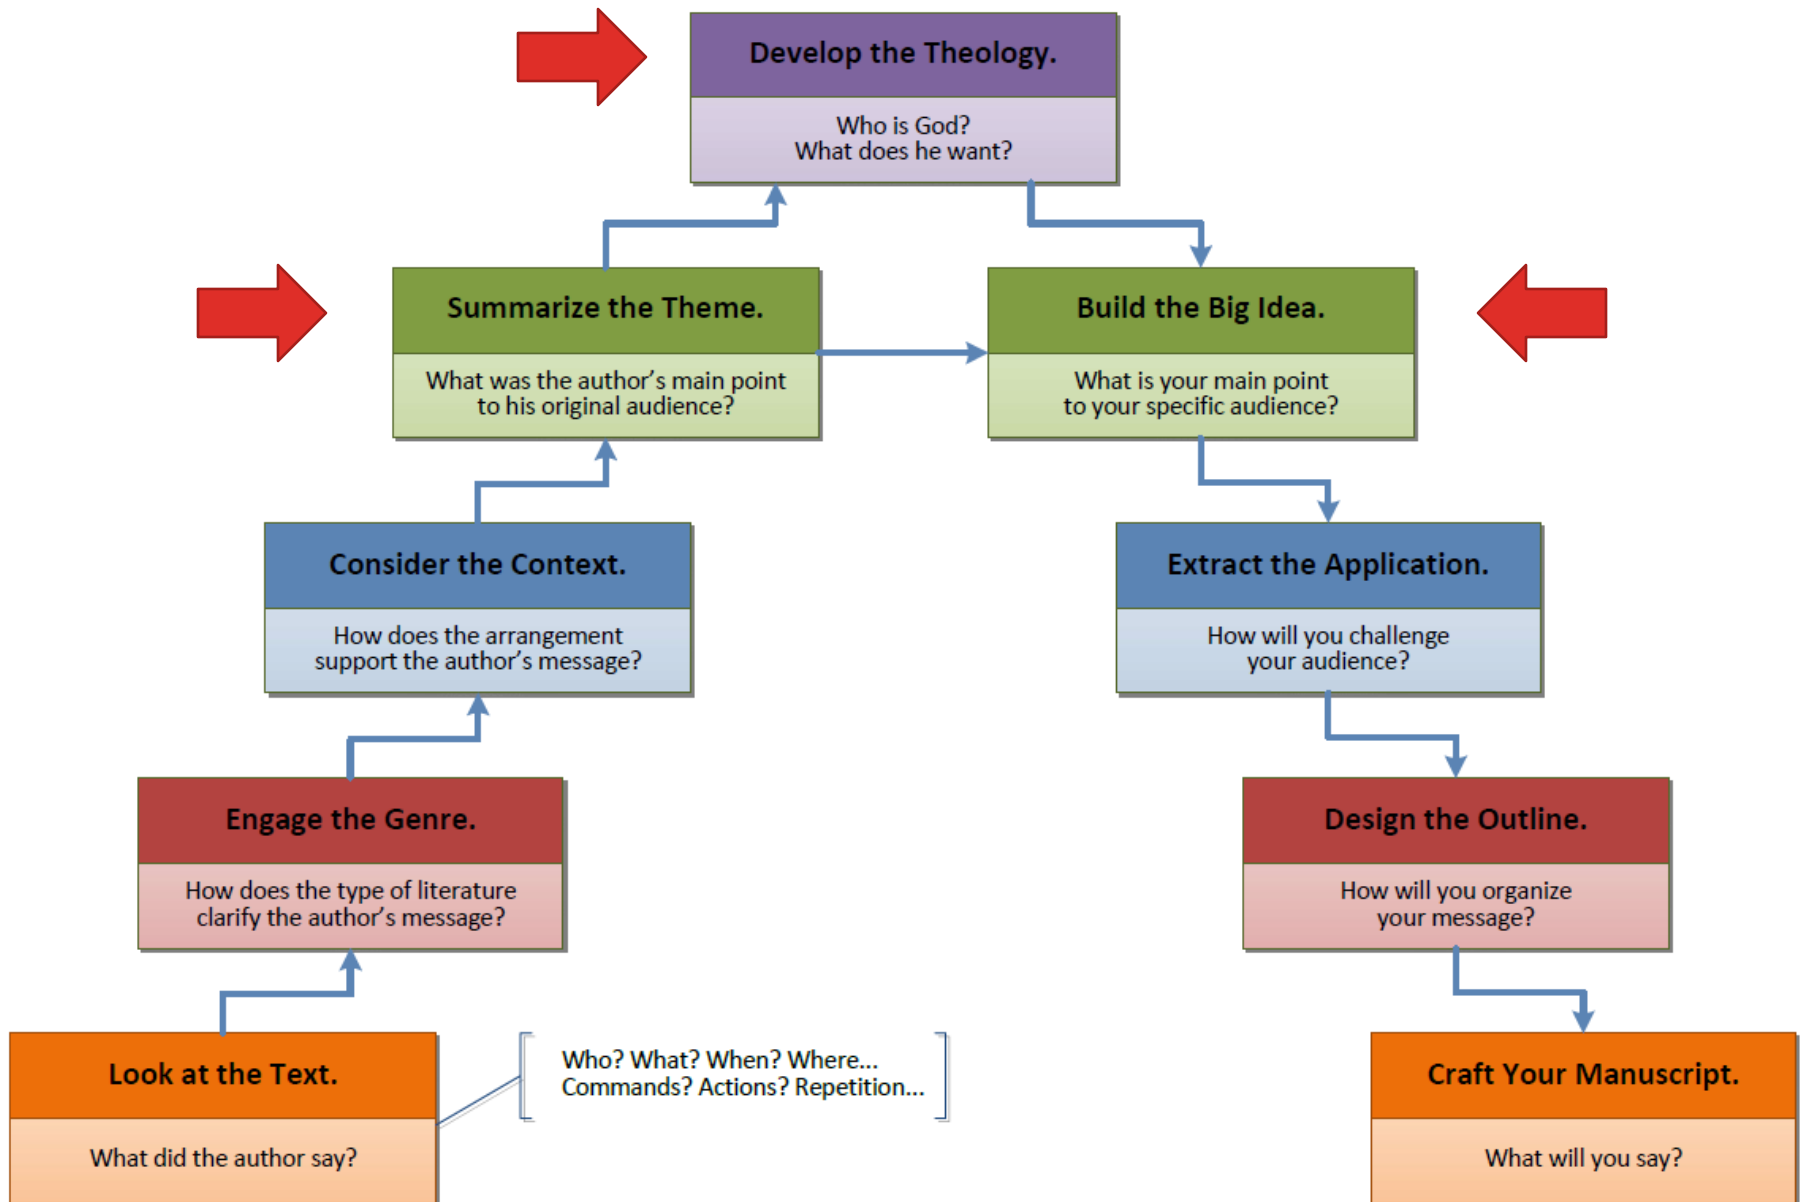 Develop the Theology.
Who is God?
What does he want?
Summarize the Theme.
What was the author’s main point
to his original audience?
Build the Big Idea.
What is your main point
to your specific audience?
Consider the Context.
How does the arrangement
support the author’s message?
Extract the Application.
How will you challenge
your audience?
Engage the Genre.
How does the type of literature
clarify the author’s message?
Design the Outline.
How will you organize
your message?
Look at the Text.
What did the author say?
Who? What? When? Where...
Commands? Actions? Repetition...
Craft Your Manuscript.
What will you say?